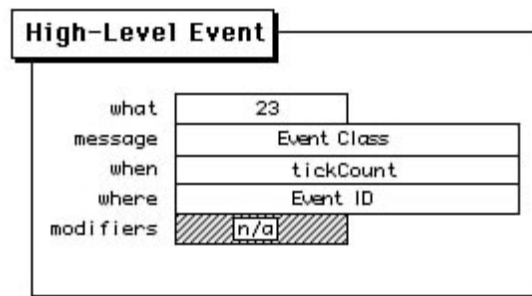 High-Level Event
what 23
message Event Class
when tickCount
where Event ID
modifiers n/a